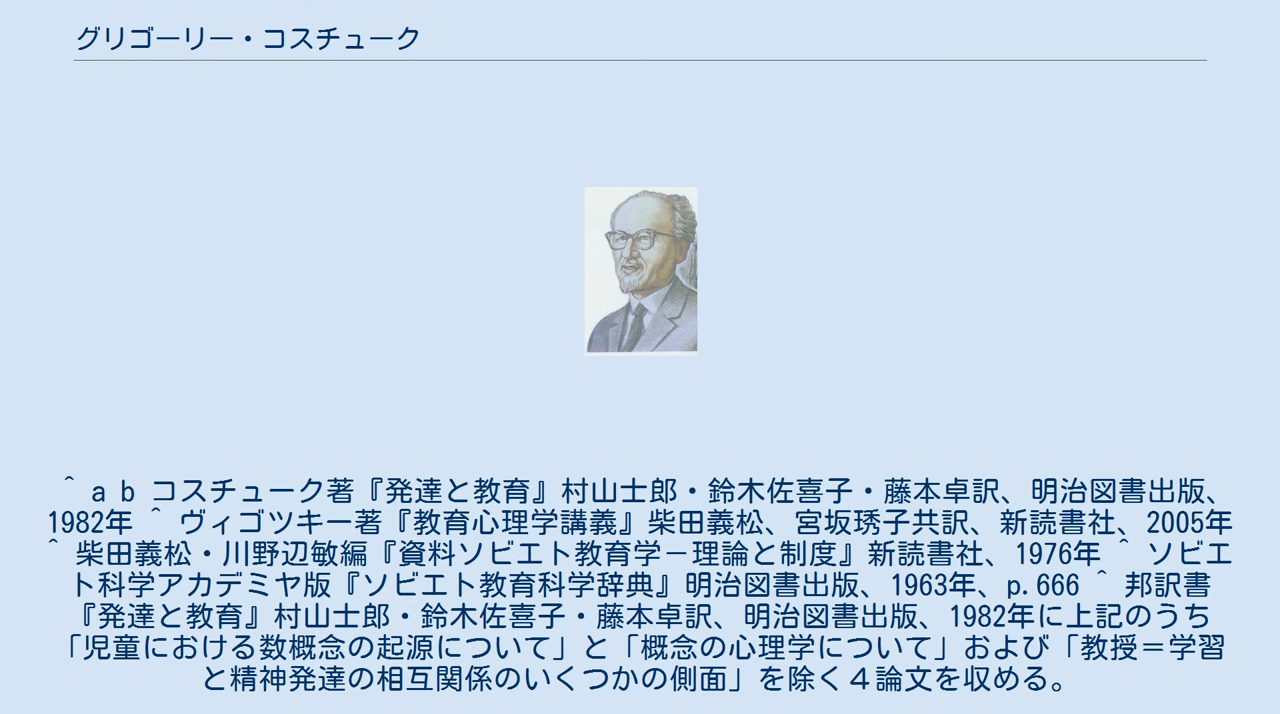 グリゴーリー・コスチューク
^ a b コスチューク著『発達と教育』村山士郎・鈴木佐喜子・藤本卓訳、明治図書出版、
1982年 ^ ヴィゴツキー著『教育心理学講義』柴田義松、宮坂琇子共訳、新読書社、2005年
^ 柴田義松・川野辺敏編『資料ソビエト教育学－理論と制度』新読書社、1976年 ^ ソビエ
ト科学アカデミヤ版『ソビエト教育科学辞典』明治図書出版、1963年、p.666 ^ 邦訳書
『発達と教育』村山士郎・鈴木佐喜子・藤本卓訳、明治図書出版、1982年に上記のうち
「児童における数概念の起源について」と「概念の心理学について」および「教授＝学習
と精神発達の相互関係のいくつかの側面」を除く４論文を収める。